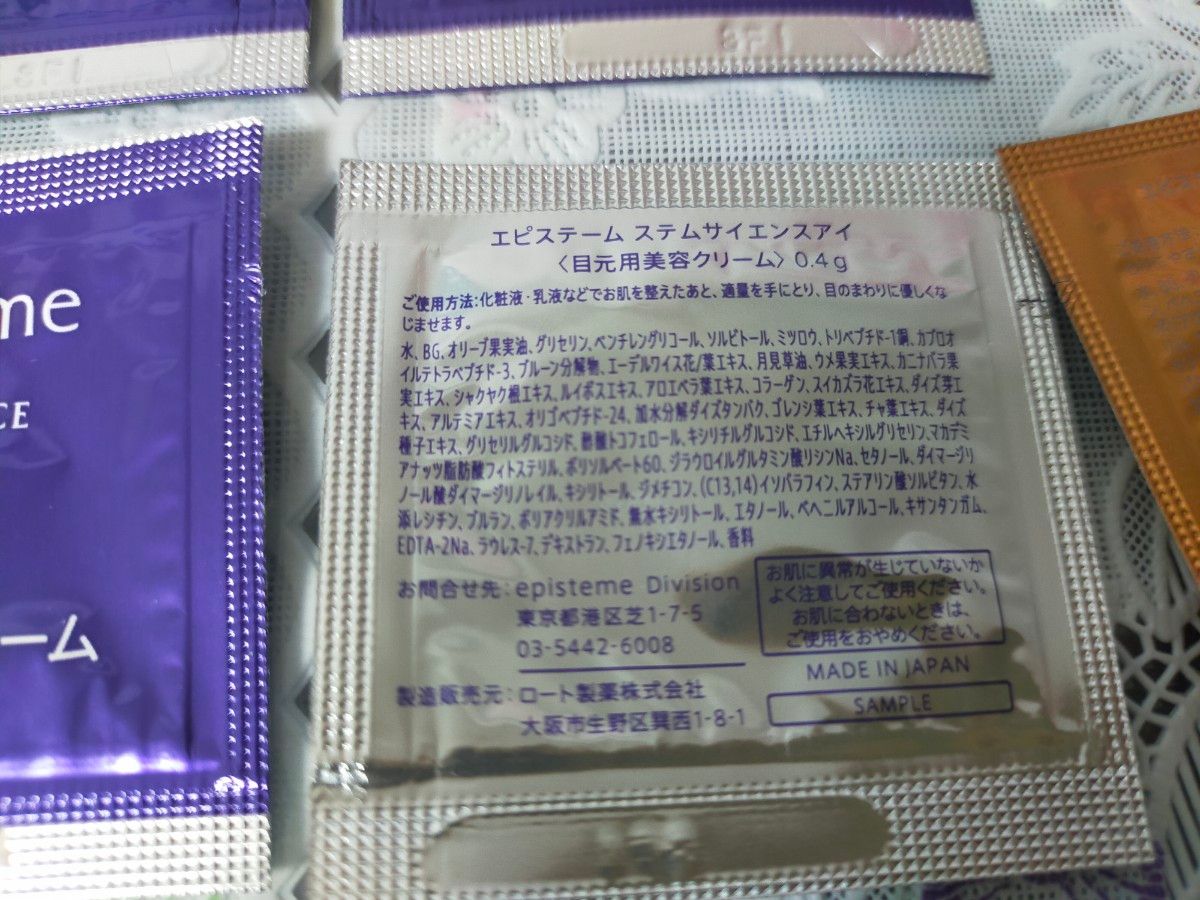 me
CE
ーム
エピステーム ステムサイエンスアイ
〈目元用美容クリーム〉 0.4g
ご使用方法:化粧液・乳液などでお肌を整えたあと、適量を手にとり、目のまわりに優しくな
じませます。
水、BG、オリーブ果実油、グリセリン、ペンチレングリコール、ソルビトール、ミツロウ、トリペプチド-1銅、カプロオ
イルテトラペプチド-3、プルーン分解物、エーデルワイス花/葉エキス、月見草油、ウメ果実エキス、カニナバラ果
実エキス、シャクヤク根エキス、ルイボスエキス、アロエベラ葉エキス、コラーゲン、スイカズラ花エキス、ダイズ芽エ
キス、アルテミアエキス、オリゴペプチド-24、加水分解ダイズタンパク、ゴレンシ葉エキス、チャ葉エキス、ダイズ
種子エキス、グリセリルグルコシド、酢酸トコフェロール、キシリチルグルコシド、エチルヘキシルグリセリン、マカデミ
アナッツ脂肪酸フィトステリル、ポリソルベート60、ジラウロイルグルタミン酸リシンNa、セタノール、ダイマージリ
ノール酸ダイマージリノレイル、キシリトール、ジメチコン、(C13,14)イソパラフィン、ステアリン酸ソルビタン、水
添レシチン、プルラン、ポリアクリルアミド、無水キシリトール、エタノール、ベヘニルアルコール、キサンタンガム、
EDTA-2Na、ラウレス-7、デキストラン、フェノキシエタノール、香料
お問合せ先:episteme Division
東京都港区芝1-7-5
03-5442-6008
製造販売元:ロート製薬株式会社
大阪市生野区巽西1-8-1
お肌に異常が生じていないか
よく注意してご使用ください。
お肌に合わないときは、
ご使用をおやめください。
MADE IN JAPAN
SAMPLE